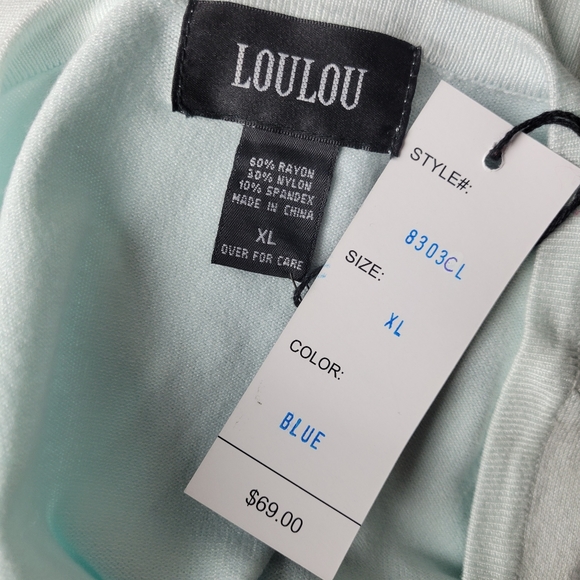 LOULOU
60% RAYON
30% NYLON
10% SPANDEX
MADE IN CHINA
XL
OVER FOR CARE
STYLE#:
8303CL
SIZE:
XL
COLOR:
BLUE
$69.00